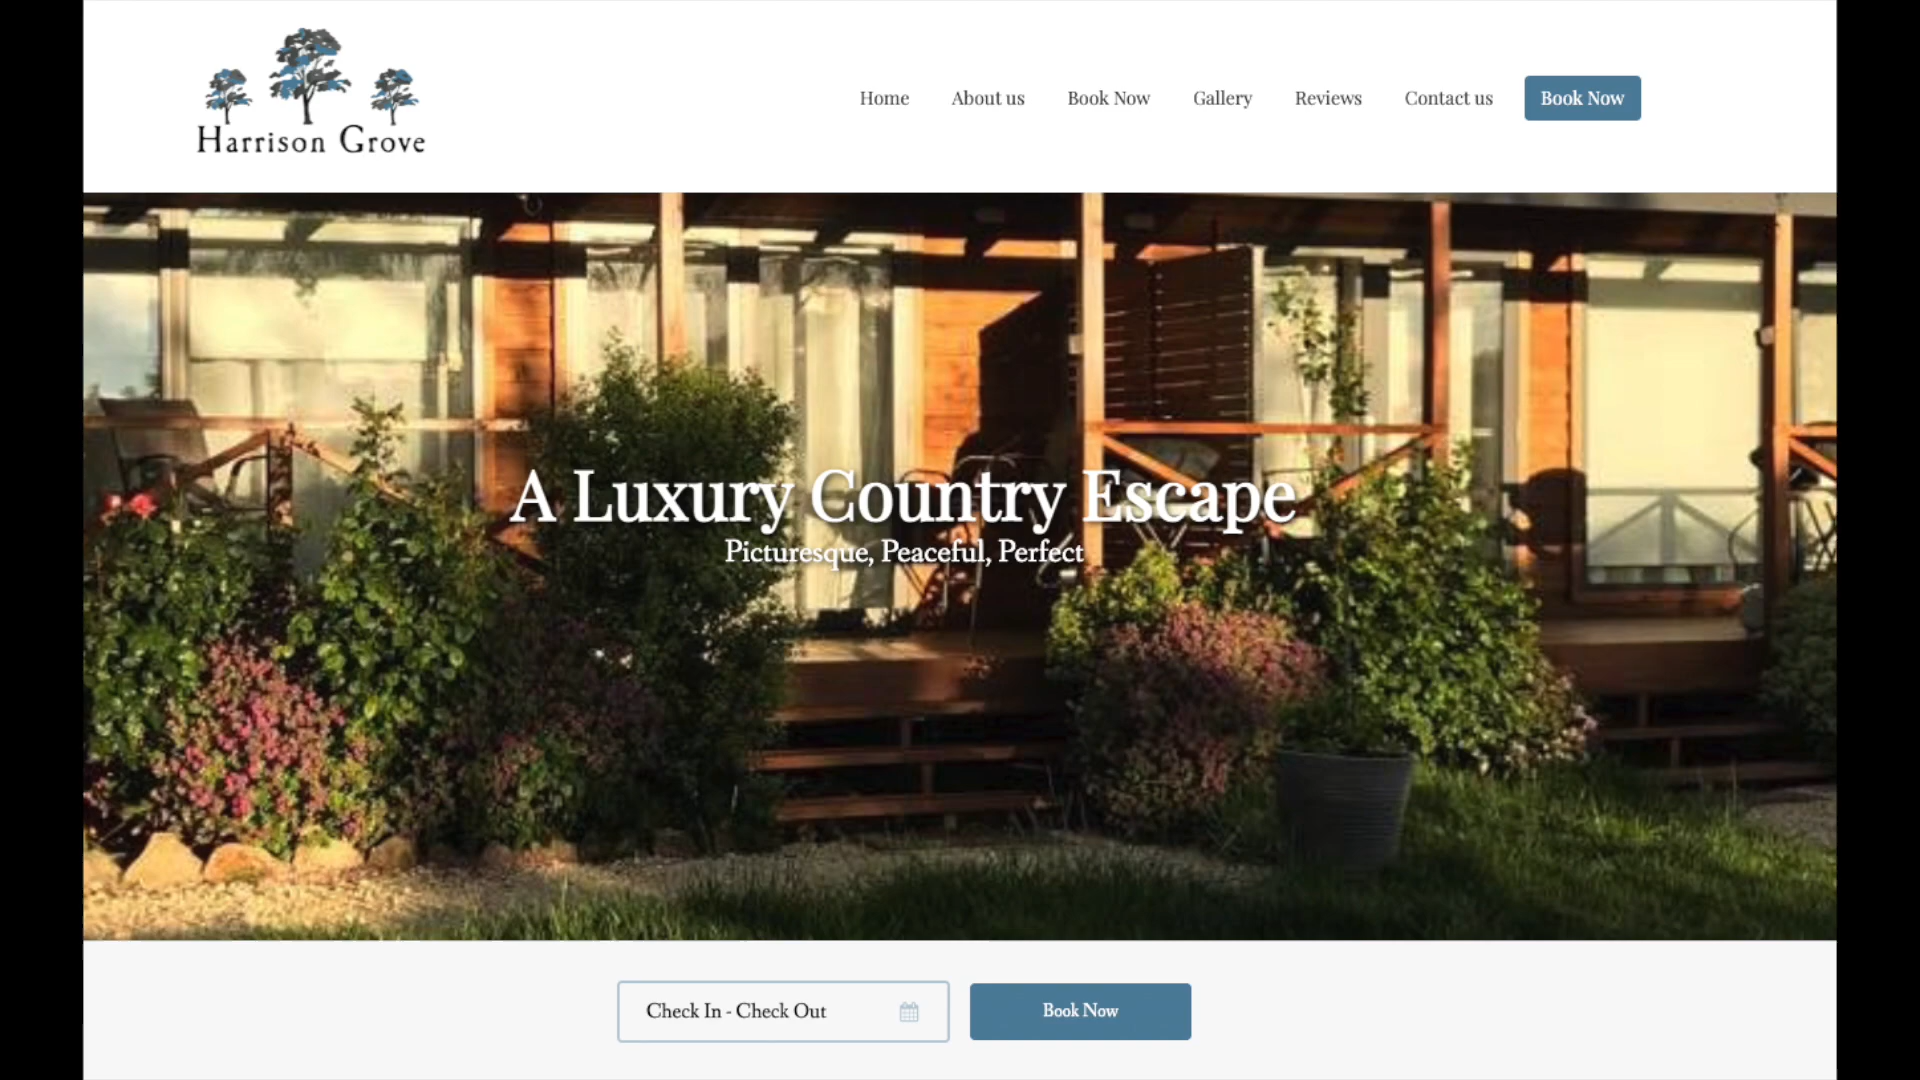 Harrison Grove
Home About us Book Now Gallery Reviews Contact us Book Now
A Luxury Country Escape
Picturesque, Peaceful, Perfect
Check In - Check Out Book Now